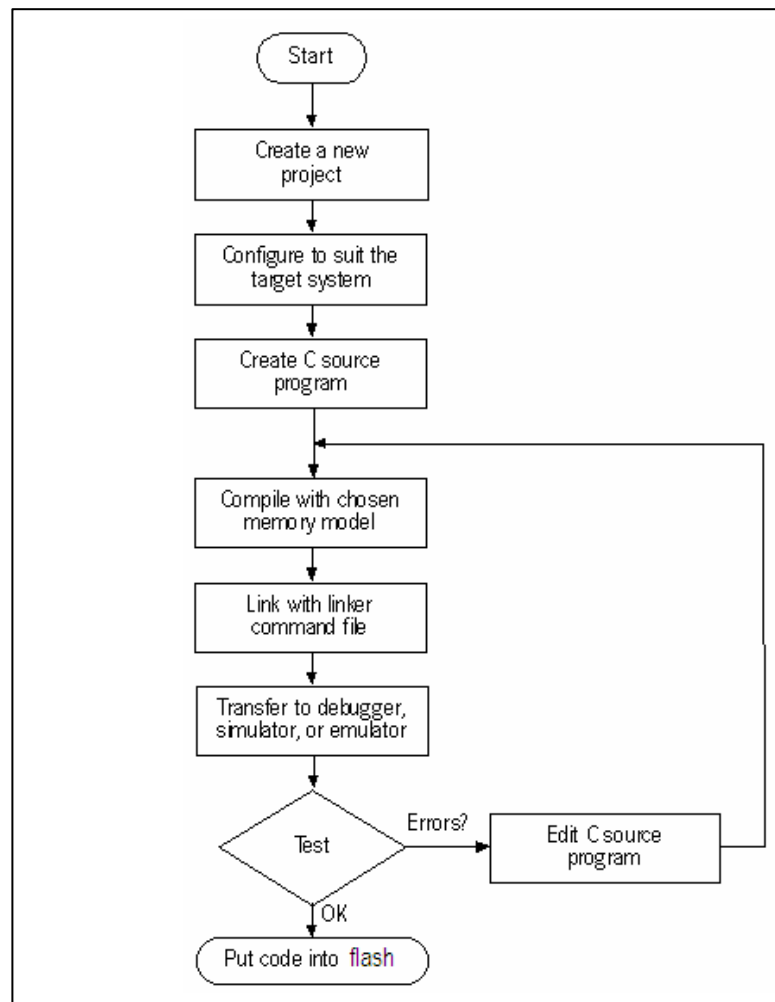 Start
Create a new
project
Configure to suit the
target system
Create C source
program
Compile with chosen
memory model
Link with linker
command file
Transfer to debugger,
simulator, or emulator
Test
Errors?
Edit C source
program
OK
Put code into flash